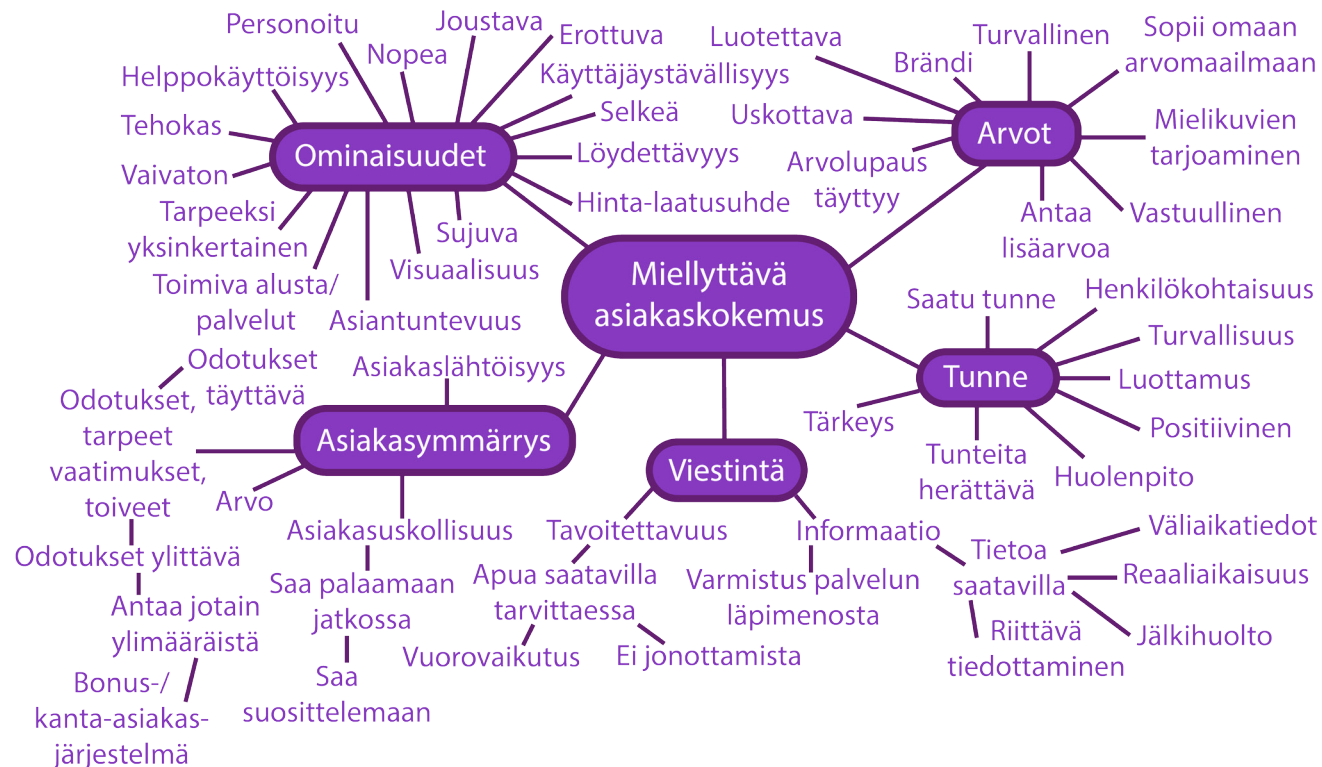 Personoitu
Joustava
Nopea
Erottuva
Helppokäyttöisyys
Käyttäjäystävällisyys
Tehokas
Selkeä
Ominaisuudet
Löydettävyys
Vaivaton
Hinta-laatusuhde
Tarpeeksi
yksinkertainen
Sujuva
Visuaalisuus
Toimiva alusta/
palvelut
Asiantuntevuus
Luotettava
Turvallinen
Sopii omaan
arvomaailmaan
Brändi
Uskottava
Arvot
Mielikuvien
tarjoaminen
Arvolupaus
täyttyy
Antaa
lisäarvoa
Vastuullinen
Miellyttävä
asiakaskokemus
Saatu tunne
Henkilökohtaisuus
Turvallisuus
Tunne
Luottamus
Tärkeys
Positiivinen
Tunteita
herättävä
Huolenpito
Odotukset
täyttävä
Asiakaslähtöisyys
Odotukset,
tarpeet
vaatimukset,
toiveet
Asiakasymmärrys
Arvo
Odotukset ylittävä
Asiakasuskollisuus
Antaa jotain
ylimääräistä
Saa palaamaan
jatkossa
Bonus-/
kanta-asiakas-
järjestelmä
Saa
suosittelemaan
Viestintä
Tavoitettavuus
Informaatio
Apua saatavilla
tarvittaessa
Varmistus palvelun
läpimenosta
Vuorovaikutus
Ei jonottamista
Tietoa
saatavilla
Väliaikatiedot
Reaaliaikaisuus
Riittävä
tiedottaminen
Jälkihuolto